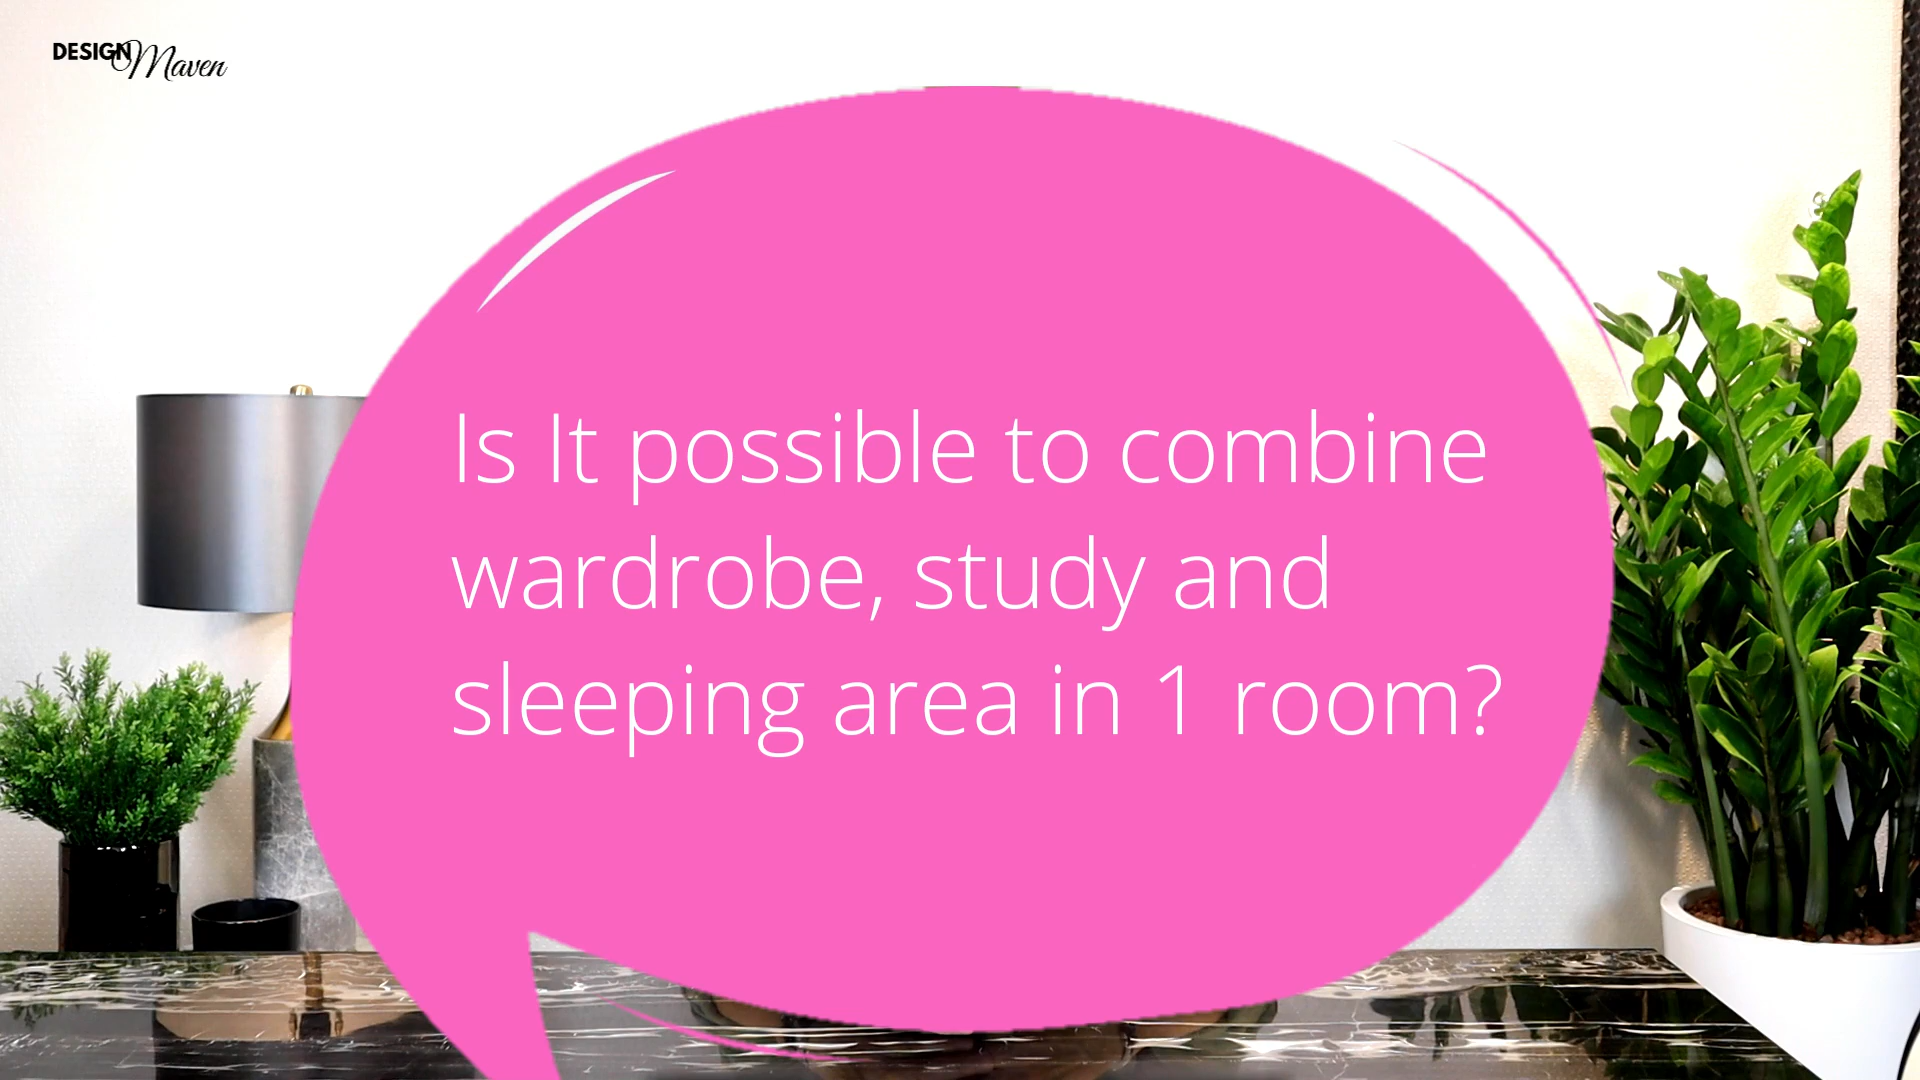 DESIGN Maven
Is It possible to combine
wardrobe, study and
sleeping area in 1 room?